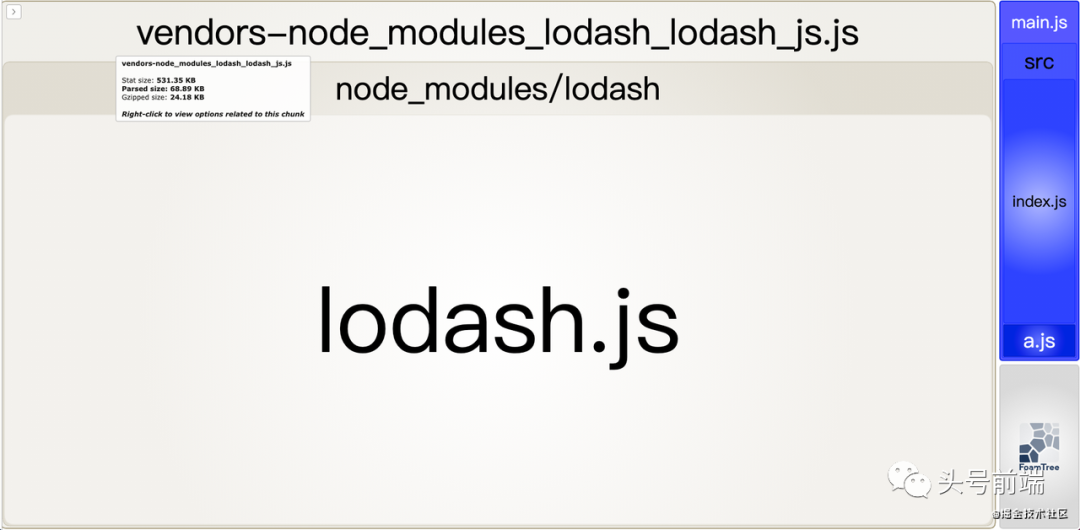 vendors-node_modules_lodash_lodash_js.js
vendors-node_modules_lodash_lodash_js.js
Stat size: 531.35 KB
Parsed size: 68.89 KB
Gzipped size: 24.18 KB
Right-click to view options related to this chunk
node_modules/lodash
lodash.js
main.js
src
index.js
a.js
FoamTree
头号前端
@掘金技术社区